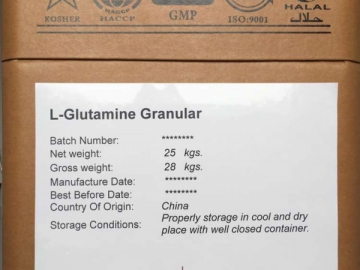 KOSHER
HACCP
HACCP
GMP
ISO:9001
HALAL
حلال
L-Glutamine Granular
Batch Number: ********
Net weight: 25 kgs.
Gross weight: 28 kgs.
Manufacture Date: ********
Best Before Date: ********
Country Of Origin: China
Storage Conditions: Properly storage in cool and dry
place with well closed container.